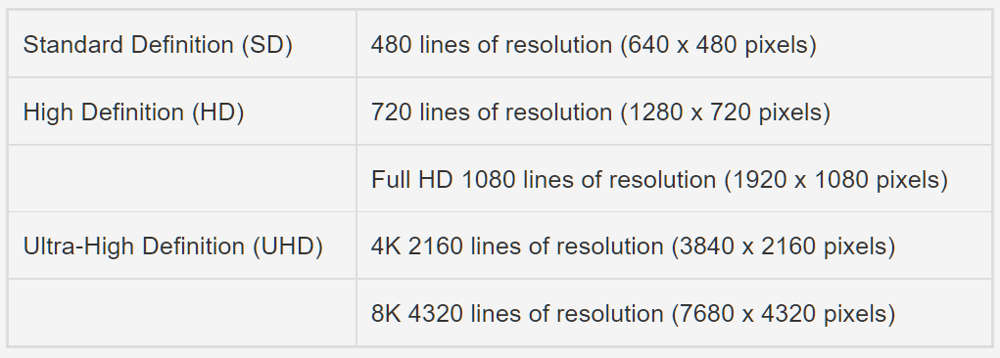 Standard Definition (SD) 480 lines of resolution (640 x 480 pixels)
High Definition (HD) 720 lines of resolution (1280 x 720 pixels)
Full HD 1080 lines of resolution (1920 x 1080 pixels)
Ultra-High Definition (UHD) 4K 2160 lines of resolution (3840 x 2160 pixels)
8K 4320 lines of resolution (7680 x 4320 pixels)